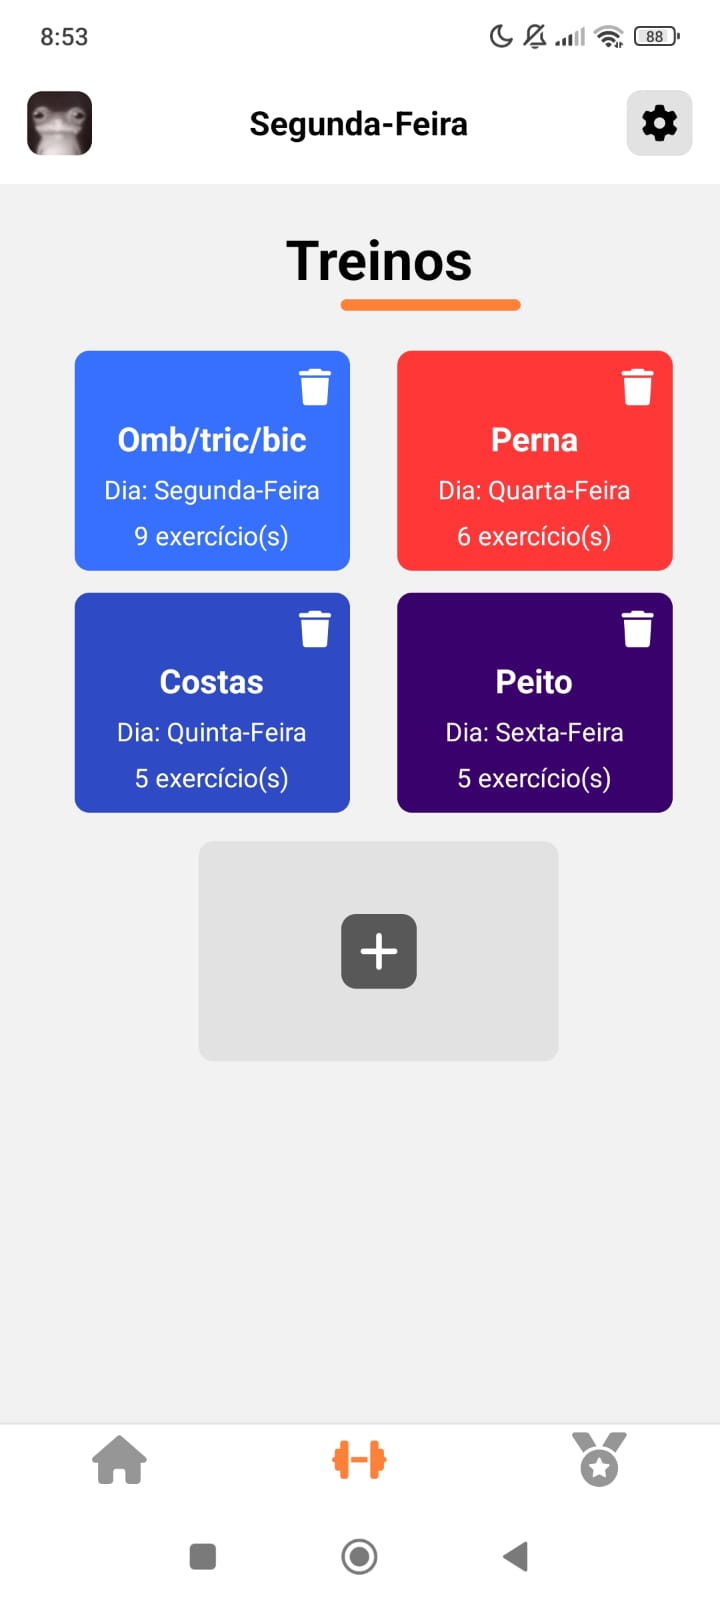 8:53
88
Segunda-Feira
Treinos
Omb/tric/bic
Dia: Segunda-Feira
9 exercício(s)
Perna
Dia: Quarta-Feira
6 exercício(s)
Costas
Dia: Quinta-Feira
5 exercício(s)
Peito
Dia: Sexta-Feira
5 exercício(s)